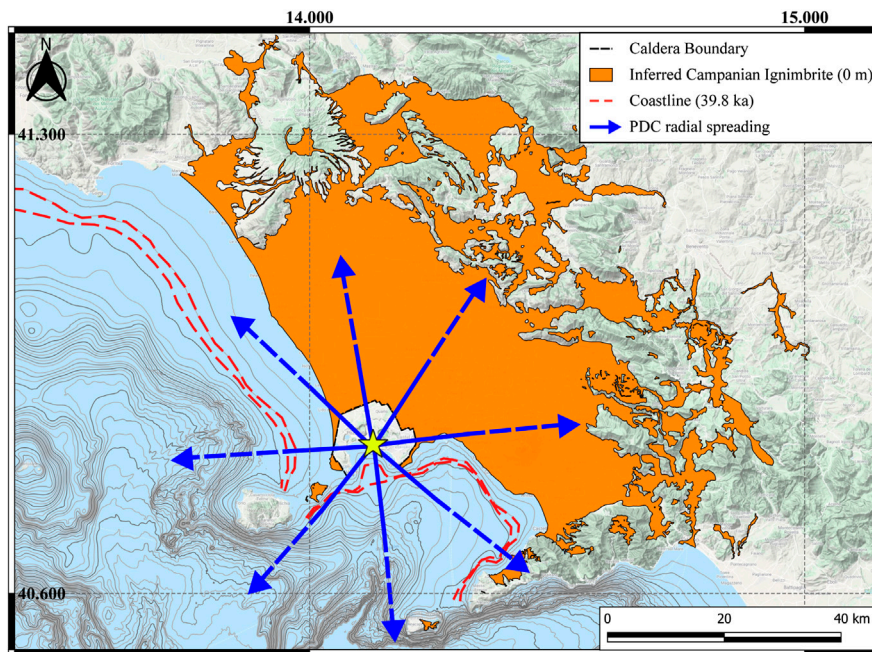 14.000
15.000
N
Caldera Boundary
Inferred Campanian Ignimbrite (0 m)
Coastline (39.8 ka)
PDC radial spreading
41.300
40.600
0
20
40 km